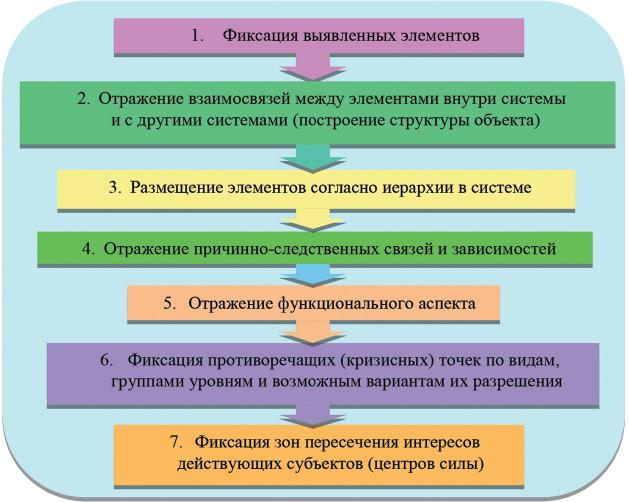 1. Фиксация выявленных элементов
2. Отражение взаимосвязей между элементами внутри системы
и с другими системами (построение структуры объекта)
3. Размещение элементов согласно иерархии в системе
4. Отражение причинно-следственных связей и зависимостей
5. Отражение функционального аспекта
6. Фиксация противоречащих (кризисных) точек по видам,
группами уровням и возможным вариантам их разрешения
7. Фиксация зон пересечения интересов
действующих субъектов (центров силы)